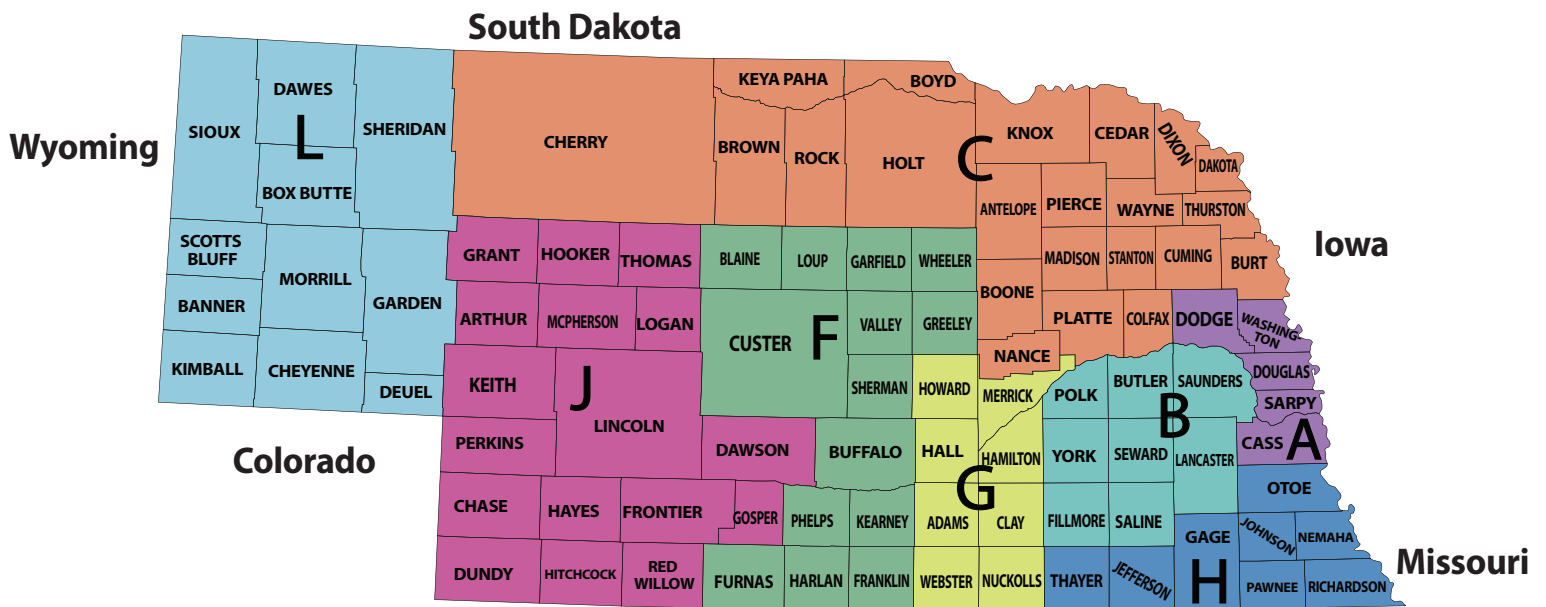 South Dakota
KEYA PAHA
BOYD
DAWES
SIOUX
L
SHERIDAN
Wyoming
CHERRY
BROWN
ROCK
HOLT
C
KNOX
CEDAR
DIXON
DAKOTA
BOX BUTTE
ANTELOPE
PIERCE
WAYNE
THURSTON
SCOTTS
BLUFF
MORRILL
GRANT
HOOKER
THOMAS
BLAINE
LOUP
GARFIELD
WHEELER
MADISON
STANTON
CUMING
BURT
Iowa
BANNER
GARDEN
BOONE
ARTHUR
MCPHERSON
LOGAN
CUSTER
F
VALLEY
GREELEY
PLATTE
COLFAX
DODGE
WASHING
TON
KIMBALL
CHEYENNE
DEUEL
KEITH
J
LINCOLN
SHERMAN
HOWARD
NANCE
MERRICK
POLK
BUTLER
SAUNDERS
B
DOUGLAS
SARPY
Colorado
PERKINS
DAWSON
BUFFALO
HALL
HAMILTON
YORK
SEWARD
LANCASTER
CASS
A
G
CHASE
HAYES
FRONTIER
GOSPER
PHELPS
KEARNEY
ADAMS
CLAY
FILLMORE
SALINE
OTOE
GAGE
JOHNSON
NEMAHA
Missouri
DUNDY
HITCHCOCK
RED
WILLOW
FURNAS
HARLAN
FRANKLIN
WEBSTER
NUCKOLLS
THAYER
JEFFERSON
H
PAWNEE
RICHARDSON